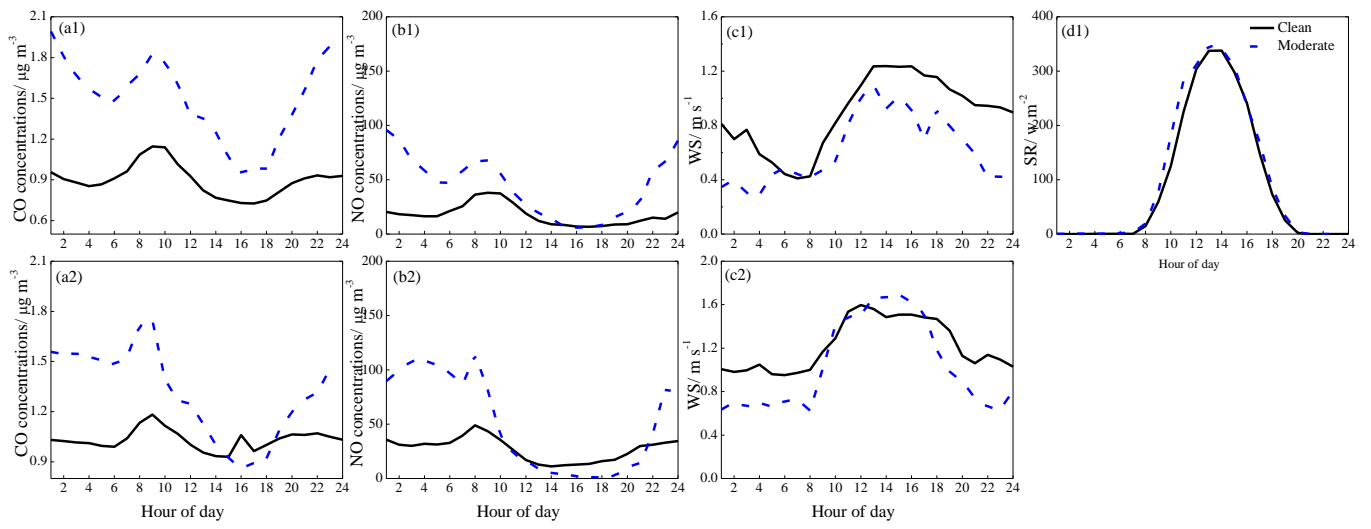 2.1
1.8
1.5
1.2
0.9
0.6
CO concentrations/ μg m-3
(a1)
2 4 6 8 10 12 14 16 18 20 22 24
200
150
100
50
0
NO concentrations/ μg m-3
(b1)
2 4 6 8 10 12 14 16 18 20 22 24
1.6
1.2
0.8
0.4
0.0
WS/ m s-1
(c1)
2 4 6 8 10 12 14 16 18 20 22 24
400
300
200
100
0
SR/ w m-2
(d1)
Clean
Moderate
2 4 6 8 10 12 14 16 18 20 22 24
Hour of day
2.1
1.8
1.5
1.2
0.9
CO concentrations/ μg m-3
(a2)
2 4 6 8 10 12 14 16 18 20 22 24
Hour of day
200
150
100
50
0
NO concentrations/ μg m-3
(b2)
2 4 6 8 10 12 14 16 18 20 22 24
Hour of day
2.0
1.6
1.2
0.8
0.4
0.0
WS/ m s-1
(c2)
2 4 6 8 10 12 14 16 18 20 22 24
Hour of day